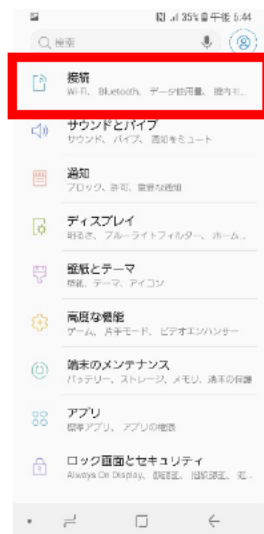 35% 午後 5:44
検索
接続
Wi-Fi、Bluetooth、データ使用量、機内モ...
サウンドとバイブ
サウンド、バイブ、着信をミュート
通知
ブロック、許可、重要な通知
ディスプレイ
明るさ、ブルーライトフィルター、ホーム...
壁紙とテーマ
壁紙、テーマ、アイコン
高度な機能
ゲーム、片手モード、ビデオエンハンサー
端末のメンテナンス
バッテリー、ストレージ、メモリ、端末の保護
アプリ
標準アプリ、アプリの権限
ロック画面とセキュリティ
Always On Display、顔認証、指紋認証、虹...